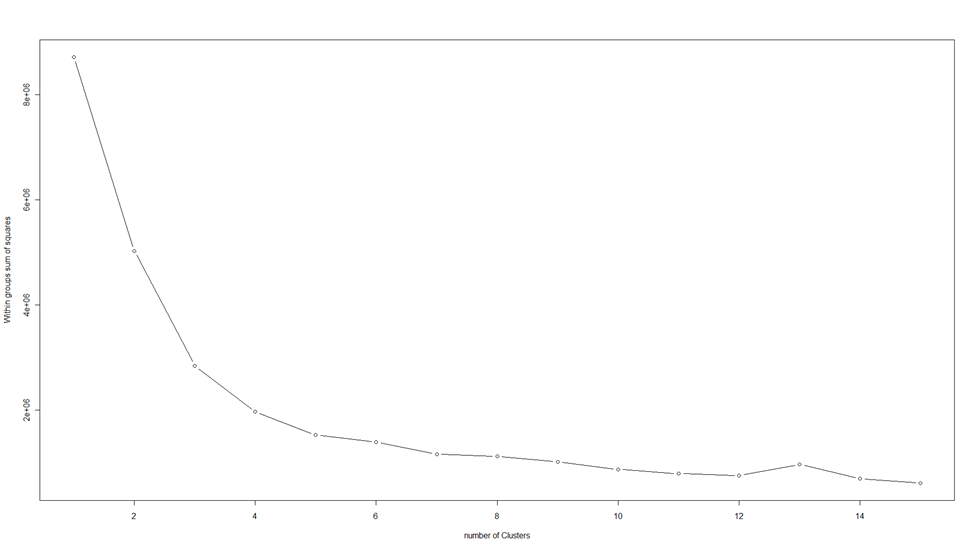 Within groups sum of squares
8e+06
6e+06
4e+06
2e+06
2 4 6 8 10 12 14
number of Clusters